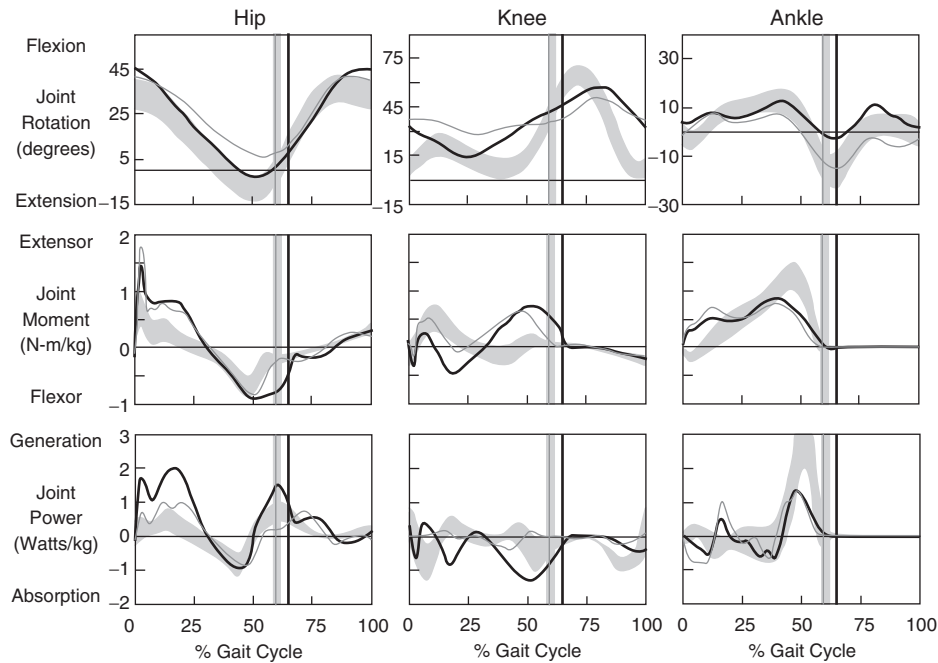 Hip Knee Ankle
Flexion
Joint
Rotation
(degrees)
Extension
45
25
5
−15
75
45
15
−15
30
10
−10
−30
Extensor
Joint
Moment
(N-m/kg)
Flexor
2
1
0
−1
Generation
Joint
Power
(Watts/kg)
Absorption
3
2
1
0
−1
−2
0 25 50 75 100
0 25 50 75 100
0 25 50 75 100
% Gait Cycle % Gait Cycle % Gait Cycle